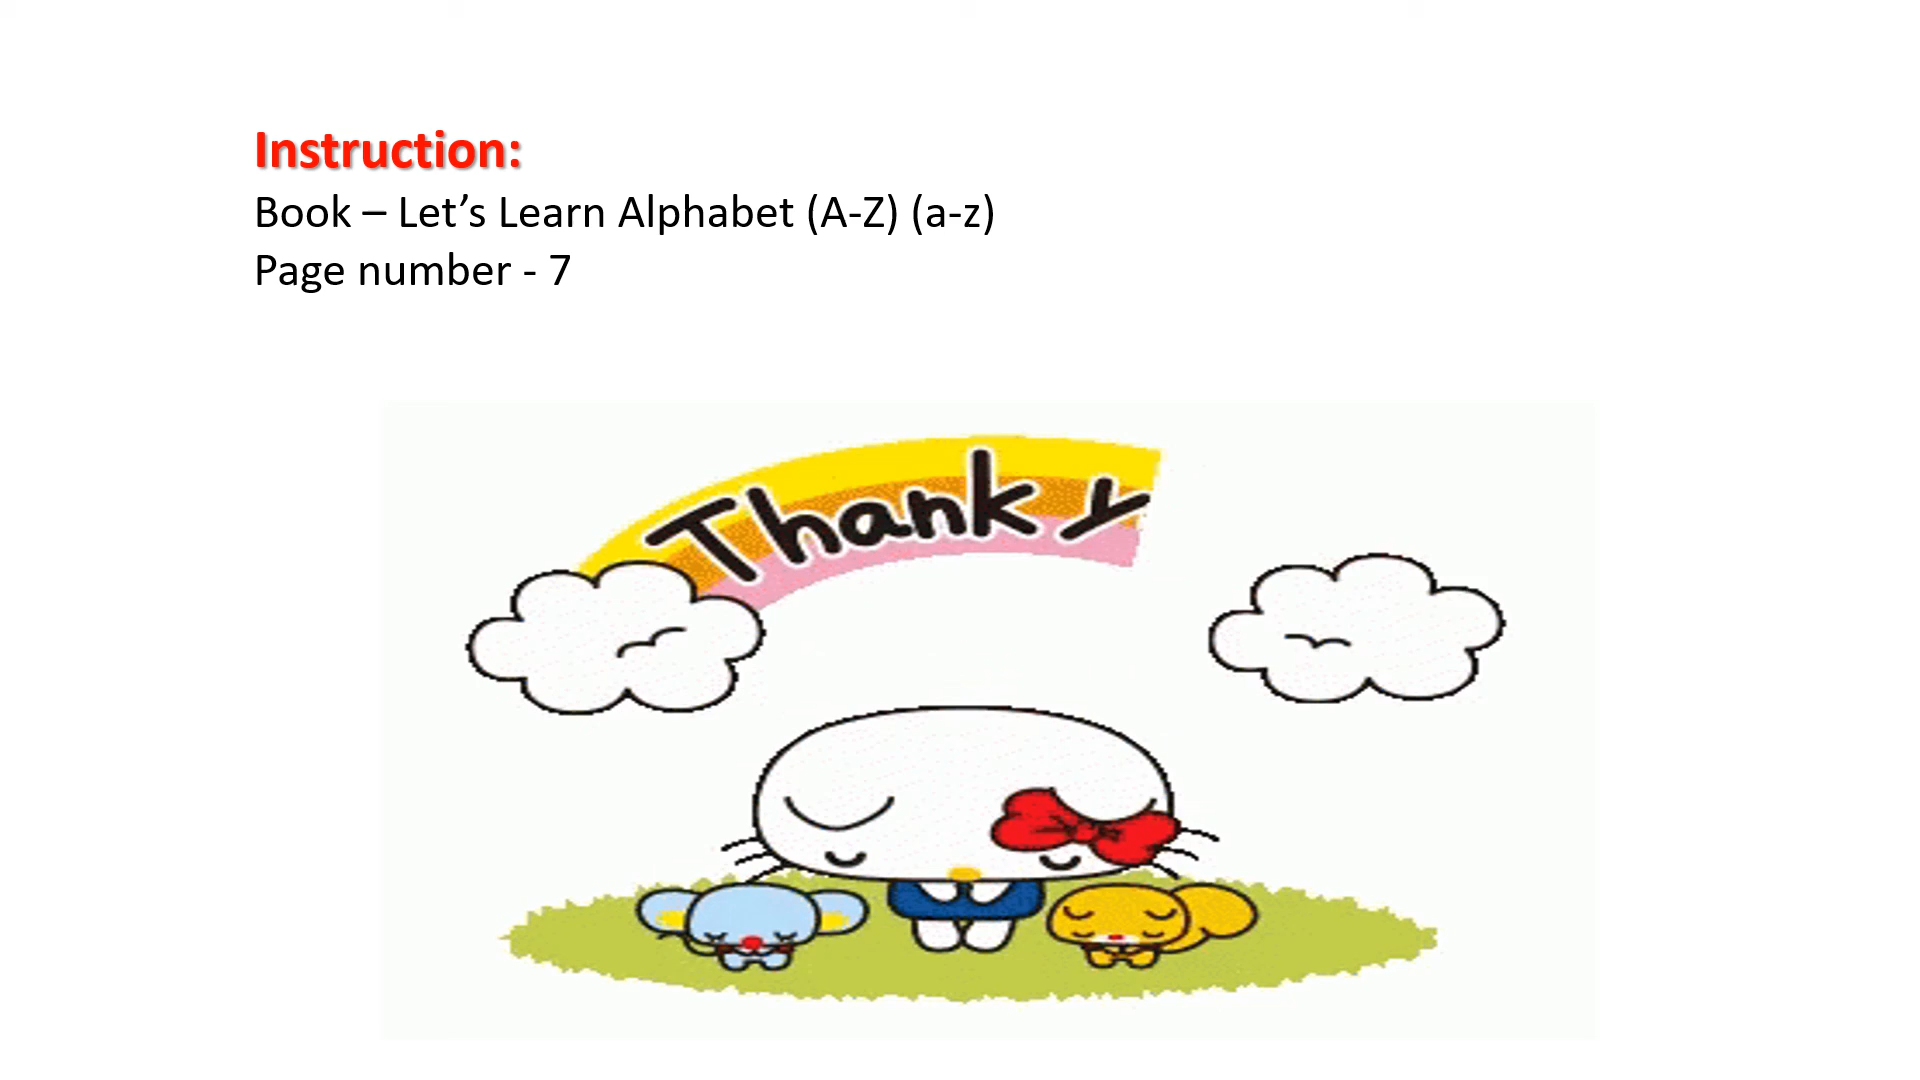 Instruction:
Book – Let’s Learn Alphabet (A-Z) (a-z)
Page number - 7
Thank y